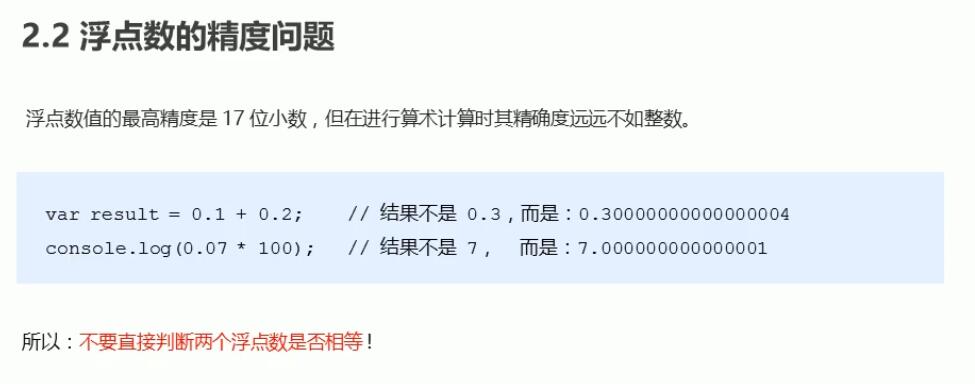 2.2 浮点数的精度问题
浮点数值的最高精度是 17 位小数，但在进行算术计算时其精确度远远不如整数。
var result = 0.1 + 0.2;    // 结果不是 0.3，而是：0.30000000000000004
console.log(0.07 * 100);   // 结果不是 7，  而是：7.000000000000001
所以：不要直接判断两个浮点数是否相等！